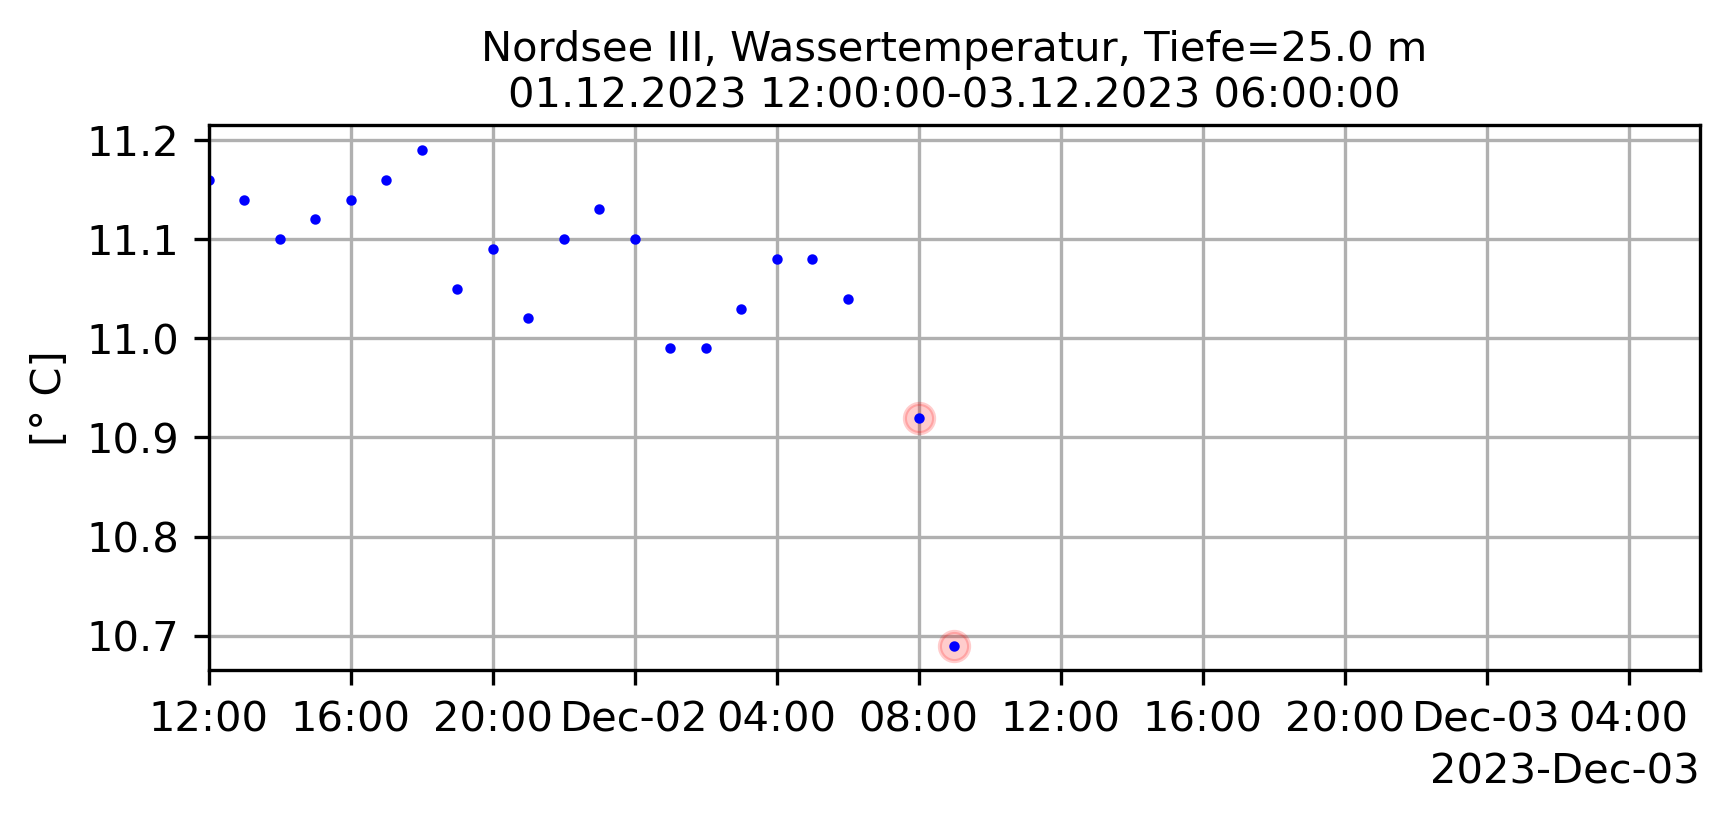 Nordsee III, Wassertemperatur, Tiefe=25.0 m
01.12.2023 12:00:00-03.12.2023 06:00:00
11.2
11.1
11.0
10.9
10.8
10.7
[° C]
12:00 16:00 20:00 Dec-02 04:00 08:00 12:00 16:00 20:00 Dec-03 04:00
2023-Dec-03